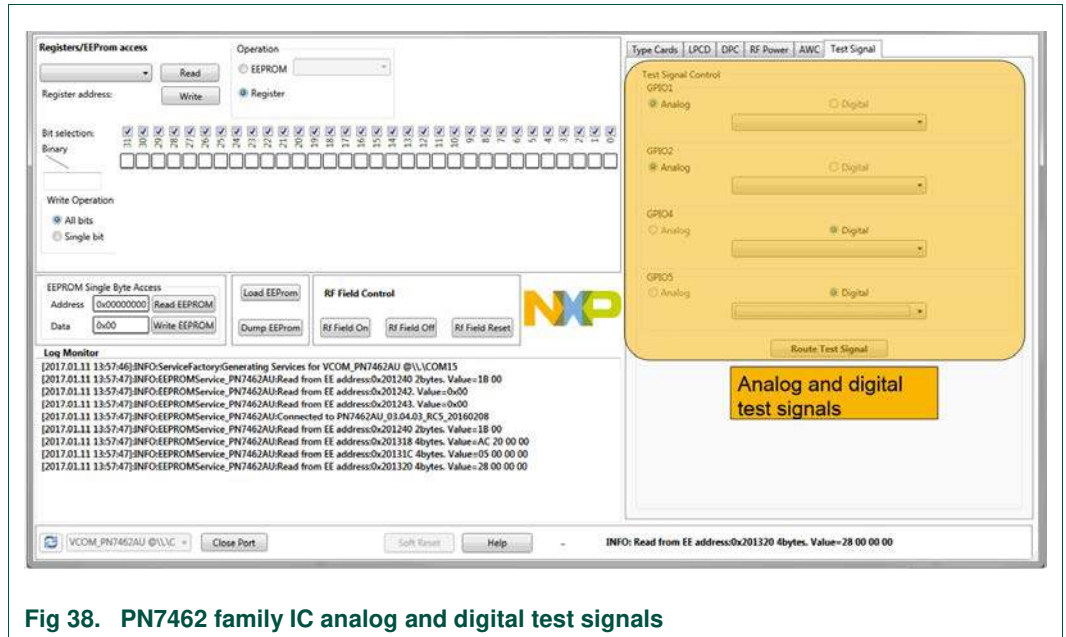 Registers/EEProm access
Operation
Read
EEPROM
Register address:
Write
Register
Bit selection:
31 30 29 28 27 26 25 24 23 22 21 20 19 18 17 16 15 14 13 12 11 10 9 8 7 6 5 4 3 2 1 0
Binary
Write Operation
All bits
Single bit
EEPROM Single Byte Access
Address 0x00000000 Read EEPROM
Data 0x00 Write EEPROM
Load EEProm
Dump EEProm
RF Field Control
Rf Field On Rf Field Off Rf Field Reset
NXP
Log Monitor
[2017.01.11 13:57:46]:INFO:ServiceFactory:Generating Services for VCOM_PN7462AU @\\.\COM15
[2017.01.11 13:57:47]:INFO:EEPROMService_PN7462AU:Read from EE address:0x201240 2bytes. Value=1B 00
[2017.01.11 13:57:47]:INFO:EEPROMService_PN7462AU:Read from EE address:0x201242. Value=0x00
[2017.01.11 13:57:47]:INFO:EEPROMService_PN7462AU:Read from EE address:0x201243. Value=0x00
[2017.01.11 13:57:47]:INFO:EEPROMService_PN7462AU:Connected to PN7462AU_03.04.03_RC5_20160208
[2017.01.11 13:57:47]:INFO:EEPROMService_PN7462AU:Read from EE address:0x201240 2bytes. Value=1B 00
[2017.01.11 13:57:47]:INFO:EEPROMService_PN7462AU:Read from EE address:0x201318 4bytes. Value=AC 20 00 00
[2017.01.11 13:57:47]:INFO:EEPROMService_PN7462AU:Read from EE address:0x20131C 4bytes. Value=05 00 00 00
[2017.01.11 13:57:47]:INFO:EEPROMService_PN7462AU:Read from EE address:0x201320 4bytes. Value=28 00 00 00
Type Cards LPCD DPC RF Power AWC Test Signal
Test Signal Control
GPIO1
Analog Digital
GPIO2
Analog Digital
GPIO4
Analog Digital
GPIO5
Analog Digital
Route Test Signal
Analog and digital
test signals
VCOM_PN7462AU @\\.\C Close Port Soft Reset Help - INFO: Read from EE address:0x201320 4bytes. Value=28 00 00 00
Fig 38. PN7462 family IC analog and digital test signals